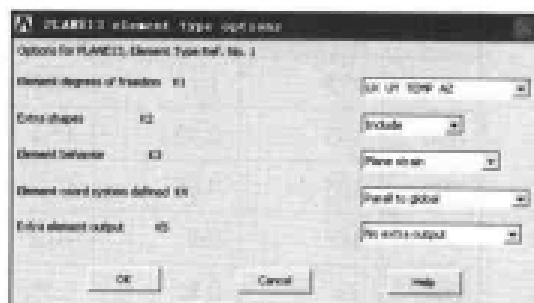 PLANE13 element type options
Options for PLANE13, Element Type Ref. No. 1
Element degrees of freedom K1
UX UY TEMP AZ
Extra shapes K2
Include
Element behavior K3
Plane strain
Element coord system defined K4
Parall to global
Extra element output K5
No extra output
OK
Cancel
Help